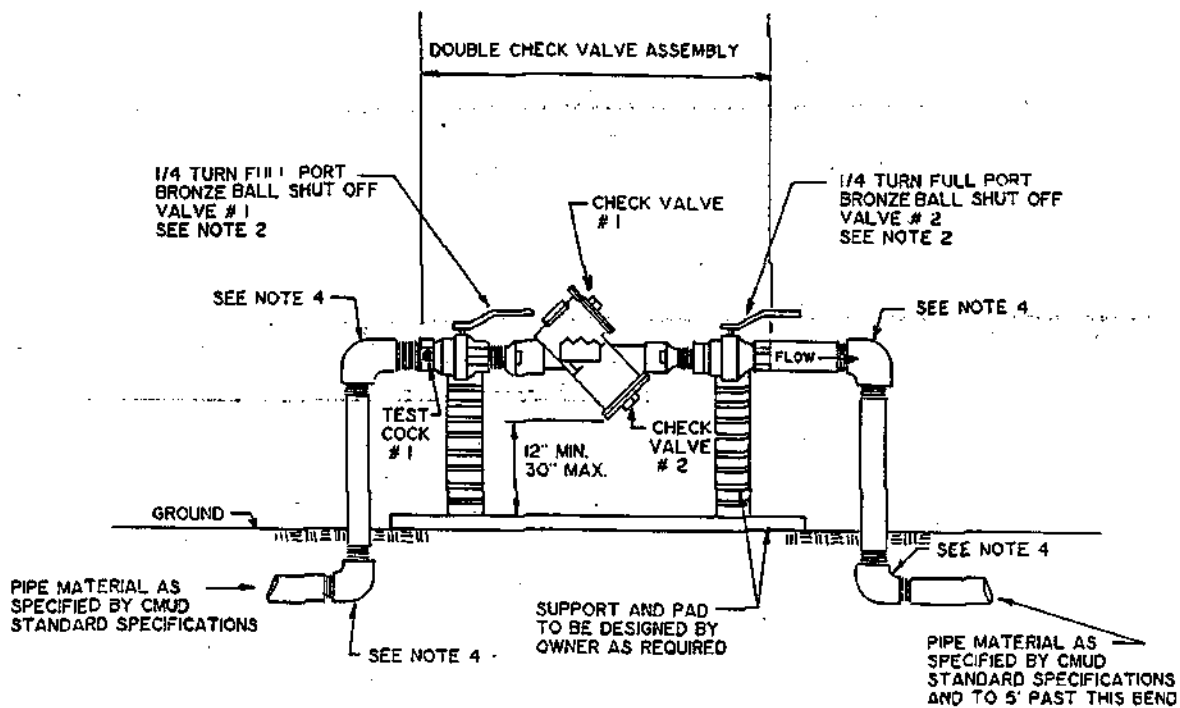 DOUBLE CHECK VALVE ASSEMBLY
1/4 TURN FULL PORT
BRONZE BALL SHUT OFF
VALVE # 1
SEE NOTE 2
CHECK VALVE
# 1
1/4 TURN FULL PORT
BRONZE BALL SHUT OFF
VALVE # 2
SEE NOTE 2
SEE NOTE 4
SEE NOTE 4
FLOW
TEST
COCK
# 1
12" MIN.
30" MAX.
CHECK
VALVE
# 2
GROUND
SEE NOTE 4
PIPE MATERIAL AS
SPECIFIED BY CMUD
STANDARD SPECIFICATIONS
SEE NOTE 4
SUPPORT AND PAD
TO BE DESIGNED BY
OWNER AS REQUIRED
PIPE MATERIAL AS
SPECIFIED BY CMUD
STANDARD SPECIFICATIONS
AND TO 5' PAST THIS BEND